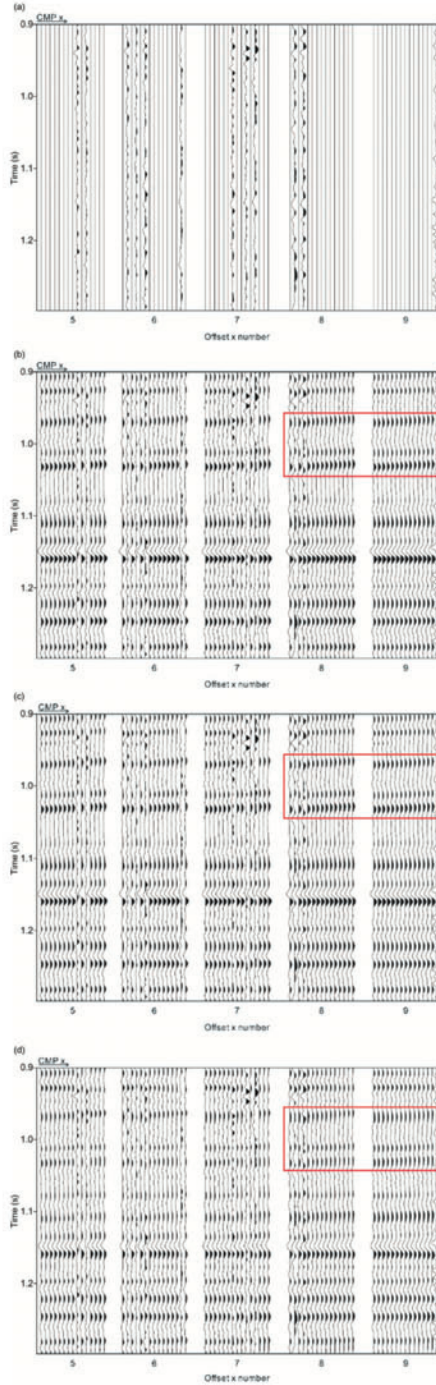 (a)
CMP x
0.9
1.0
1.1
1.2
Time (s)
5 6 7 8 9
Offset x number
(b)
CMP x
0.9
1.0
1.1
1.2
Time (s)
5 6 7 8 9
Offset x number
(c)
CMP x
0.9
1.0
1.1
1.2
Time (s)
5 6 7 8 9
Offset x number
(d)
CMP x
0.9
1.0
1.1
1.2
Time (s)
5 6 7 8 9
Offset x number